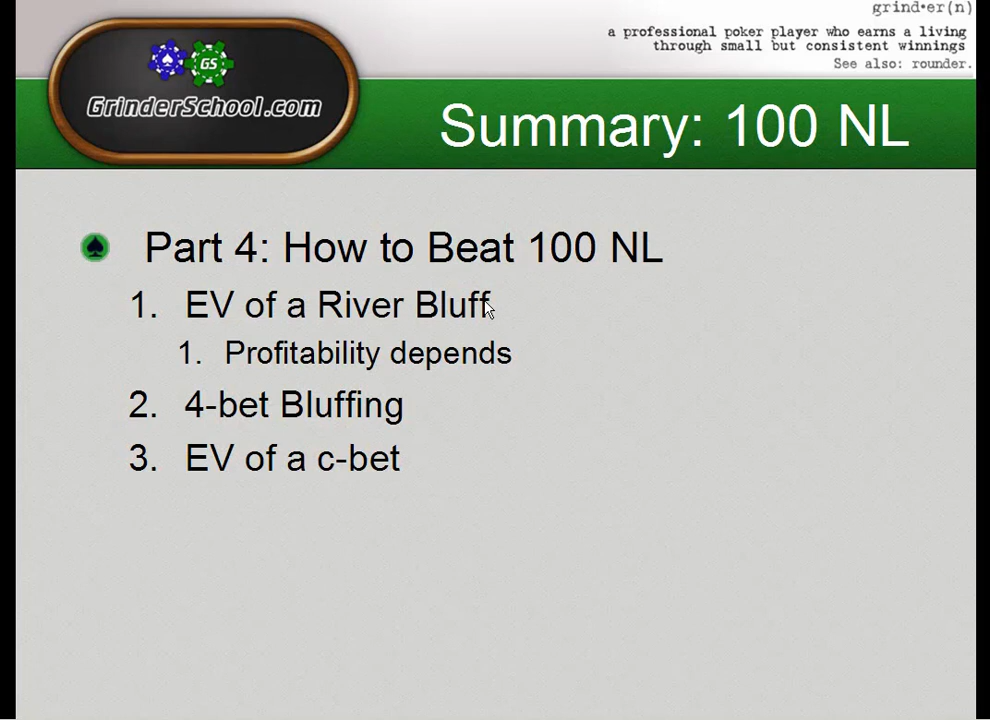 grind•er(n)
a professional poker player who earns a living
through small but consistent winnings
See also: rounder.
GS
GrinderSchool.com
Summary: 100 NL
Part 4: How to Beat 100 NL
1. EV of a River Bluff
1. Profitability depends
2. 4-bet Bluffing
3. EV of a c-bet